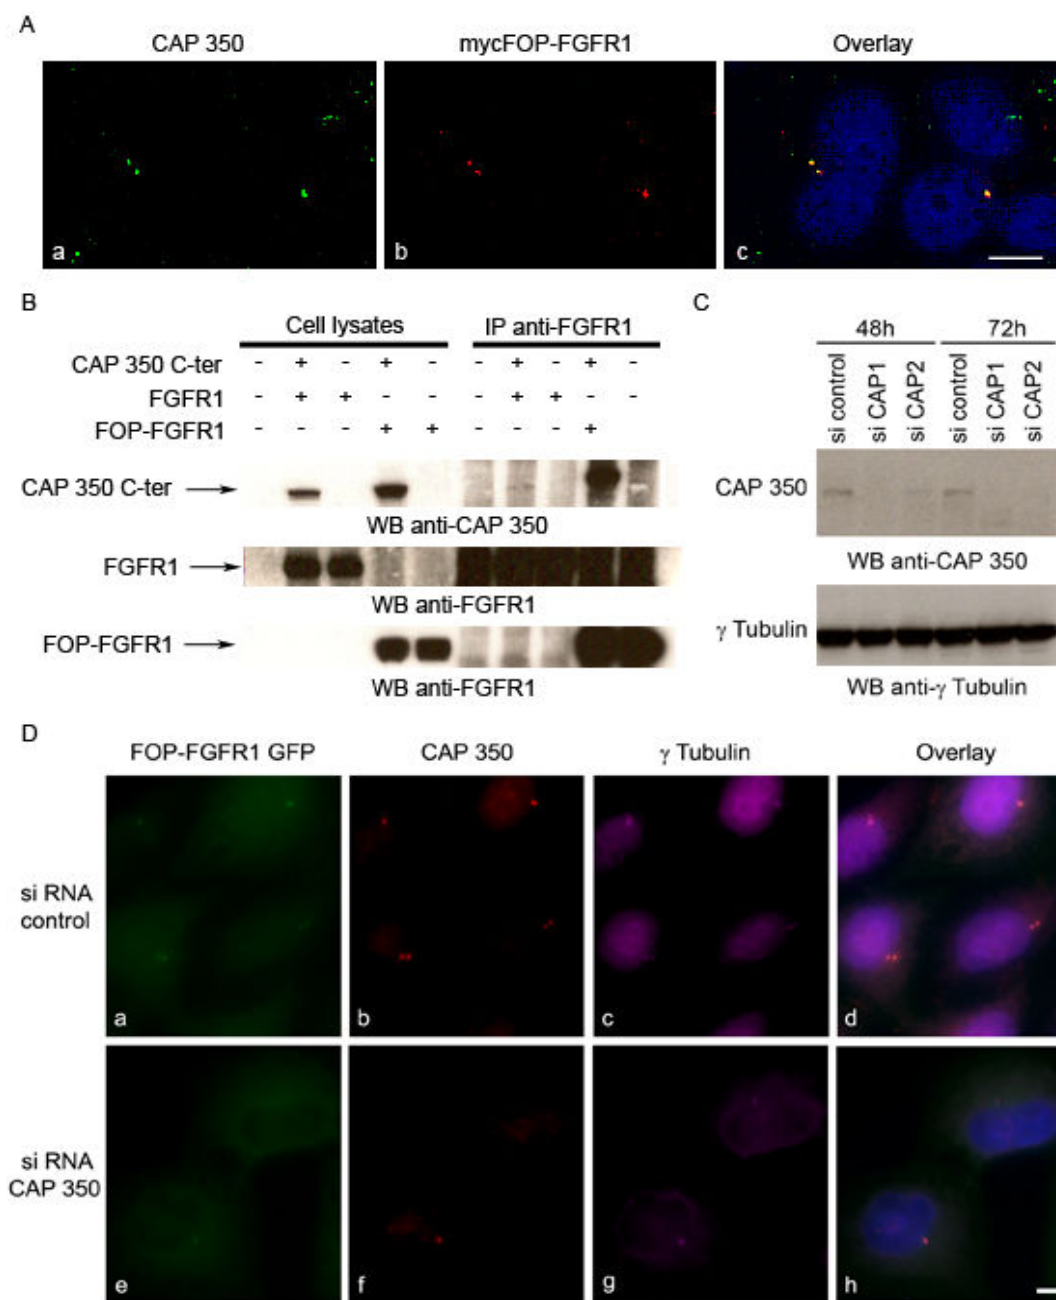 A
CAP 350 mycFOP-FGFR1 Overlay
a b c
B
Cell lysates IP anti-FGFR1
CAP 350 C-ter - + - + - - + - + -
FGFR1 - + + - - - + + - -
FOP-FGFR1 - - - + + - - - +
CAP 350 C-ter
WB anti-CAP 350
FGFR1
WB anti-FGFR1
FOP-FGFR1
WB anti-FGFR1
C
48h 72h
si control si CAP1 si CAP2 si control si CAP1 si CAP2
CAP 350
WB anti-CAP 350
γ Tubulin
WB anti-γ Tubulin
D
FOP-FGFR1 GFP CAP 350 γ Tubulin Overlay
si RNA
control
a b c d
si RNA
CAP 350
e f g h